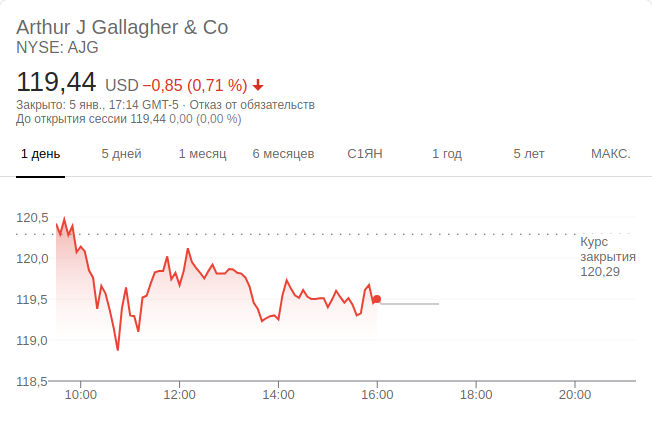 Arthur J Gallagher & Co
NYSE: AJG
119,44 USD −0,85 (0,71 %)
Закрыто: 5 янв., 17:14 GMT-5 · Отказ от обязательств
До открытия сессии 119,44 0,00 (0,00 %)
1 день 5 дней 1 месяц 6 месяцев С1ЯН 1 год 5 лет МАКС.
120,5
Курс
закрытия
120,29
120,0
119,5
119,0
118,5
10:00 12:00 14:00 16:00 18:00 20:00